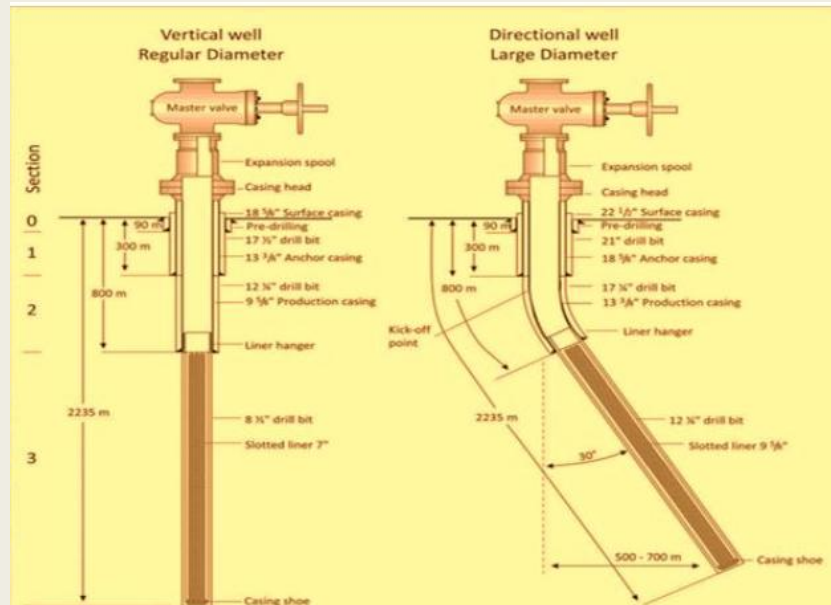 Vertical well
Regular Diameter
Master valve
Expansion spool
Casing head
Section
0
1
2
3
90 m
300 m
800 m
2235 m
18 ⅝" Surface casing
Pre-drilling
17 ½" drill bit
13 ⅜" Anchor casing
12 ¼" drill bit
9 ⅝" Production casing
Liner hanger
8 ½" drill bit
Slotted liner 7"
Casing shoe
Directional well
Large Diameter
Master valve
Expansion spool
Casing head
90 m
300 m
800 m
22 ½" Surface casing
Pre-drilling
21" drill bit
18 ⅝" Anchor casing
17 ¼" drill bit
13 ⅜" Production casing
Kick-off
point
Liner hanger
2235 m
12 ¼" drill bit
Slotted liner 9 ⅝"
30°
500 - 700 m
Casing shoe